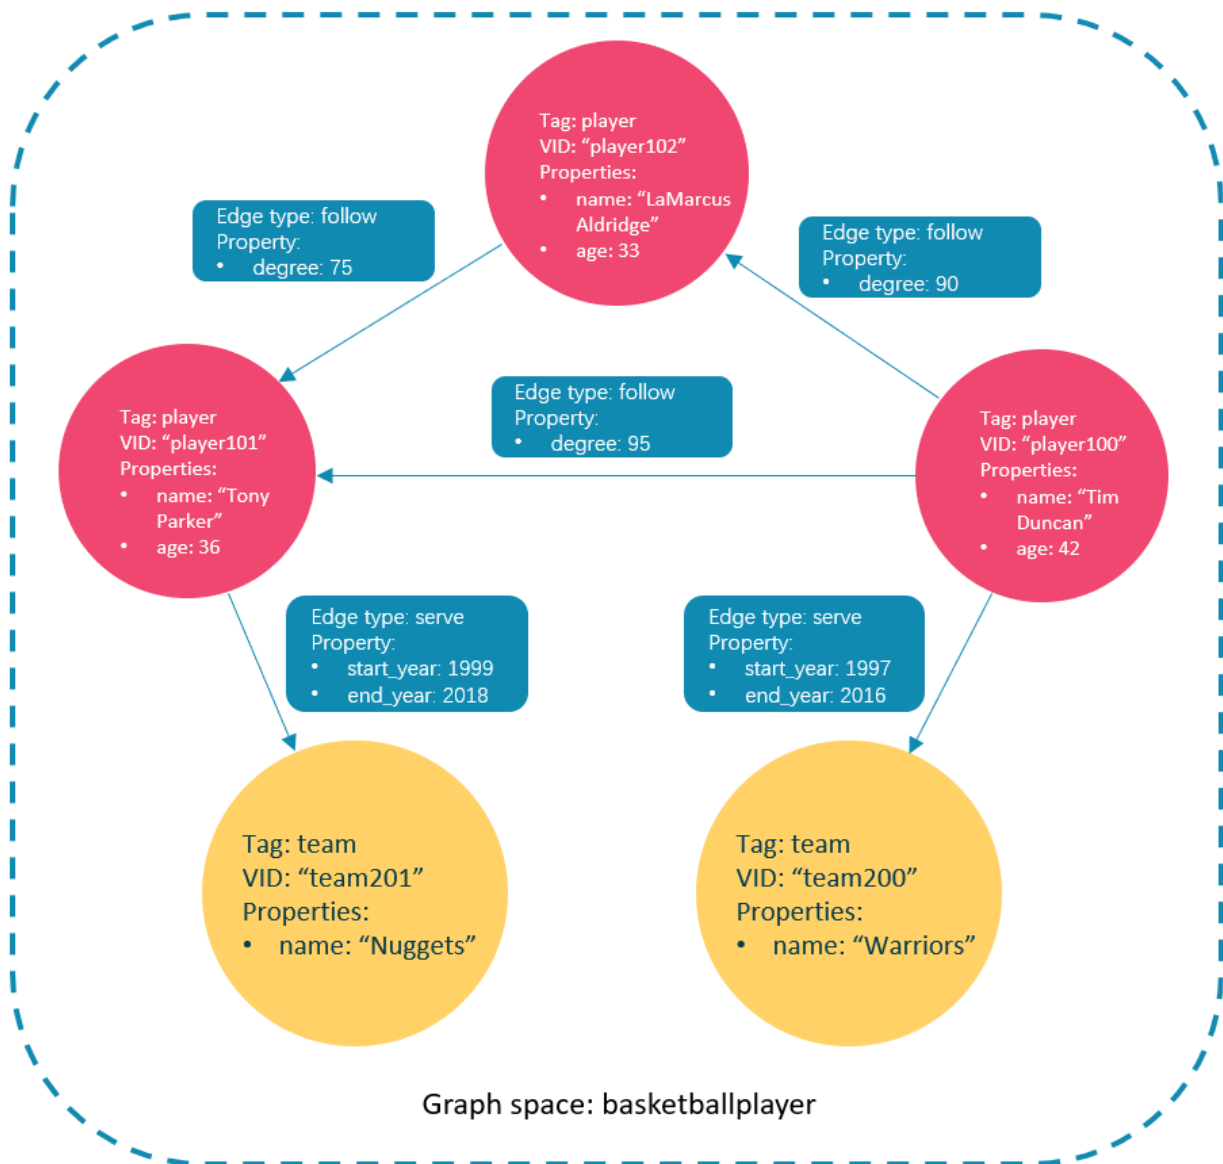 Tag: player
VID: “player102”
Properties:
• name: “LaMarcus
Aldridge”
• age: 33
Edge type: follow
Property:
• degree: 75
Edge type: follow
Property:
• degree: 90
Edge type: follow
Property:
• degree: 95
Tag: player
VID: “player101”
Properties:
• name: “Tony
Parker”
• age: 36
Tag: player
VID: “player100”
Properties:
• name: “Tim
Duncan”
• age: 42
Edge type: serve
Property:
• start_year: 1999
• end_year: 2018
Edge type: serve
Property:
• start_year: 1997
• end_year: 2016
Tag: team
VID: “team201”
Properties:
• name: “Nuggets”
Tag: team
VID: “team200”
Properties:
• name: “Warriors”
Graph space: basketballplayer